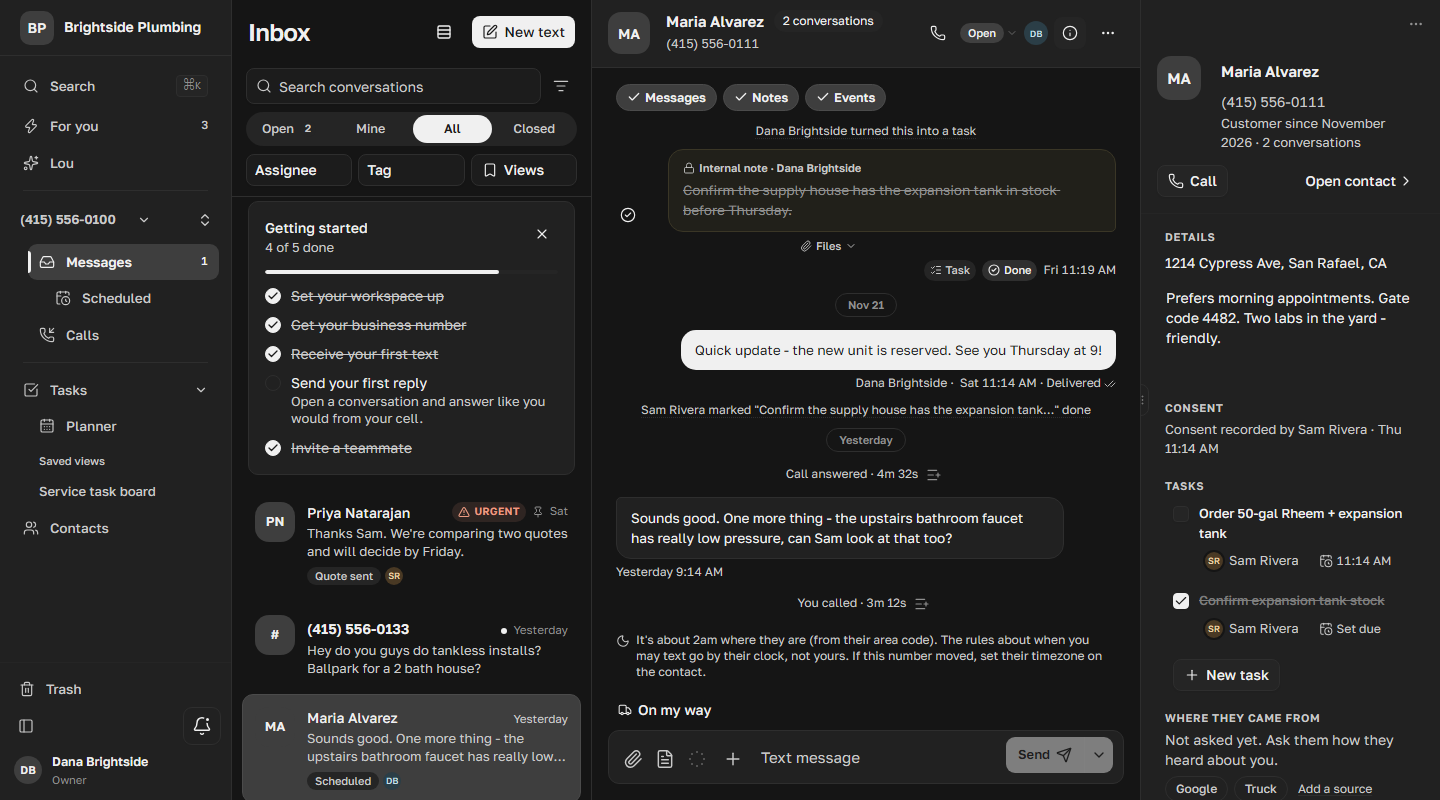 BP
Brightside Plumbing
Search
⌘K
For you
3
Lou
(415) 556-0100
Messages
1
Scheduled
Calls
Tasks
Planner
Saved views
Service task board
Contacts
Trash
DB
Dana Brightside
Owner
Inbox
New text
Search conversations
Open 2
Mine
All
Closed
Assignee
Tag
Views
Getting started
4 of 5 done
Set your workspace up
Get your business number
Receive your first text
Send your first reply
Open a conversation and answer like you
would from your cell.
Invite a teammate
PN
Priya Natarajan
URGENT
Sat
Thanks Sam. We're comparing two quotes
and will decide by Friday.
Quote sent
SR
#
(415) 556-0133
Yesterday
Hey do you guys do tankless installs?
Ballpark for a 2 bath house?
MA
Maria Alvarez
Yesterday
Sounds good. One more thing - the
upstairs bathroom faucet has really low...
Scheduled
DB
MA
Maria Alvarez
2 conversations
(415) 556-0111
Open
DB
Messages
Notes
Events
Dana Brightside turned this into a task
Internal note · Dana Brightside
Confirm the supply house has the expansion tank in stock
before Thursday.
Files
Task
Done
Fri 11:19 AM
Nov 21
Quick update - the new unit is reserved. See you Thursday at 9!
Dana Brightside · Sat 11:14 AM · Delivered
Sam Rivera marked "Confirm the supply house has the expansion tank..." done
Yesterday
Call answered · 4m 32s
Sounds good. One more thing - the upstairs bathroom faucet
has really low pressure, can Sam look at that too?
Yesterday 9:14 AM
You called · 3m 12s
It's about 2am where they are (from their area code). The rules about when you
may text go by their clock, not yours. If this number moved, set their timezone on
the contact.
On my way
Text message
Send
MA
Maria Alvarez
(415) 556-0111
Customer since November
2026 · 2 conversations
Call
Open contact
DETAILS
1214 Cypress Ave, San Rafael, CA
Prefers morning appointments. Gate
code 4482. Two labs in the yard -
friendly.
CONSENT
Consent recorded by Sam Rivera · Thu
11:14 AM
TASKS
Order 50-gal Rheem + expansion
tank
SR
Sam Rivera
11:14 AM
Confirm expansion tank stock
SR
Sam Rivera
Set due
New task
WHERE THEY CAME FROM
Not asked yet. Ask them how they
heard about you.
Google
Truck
Add a source